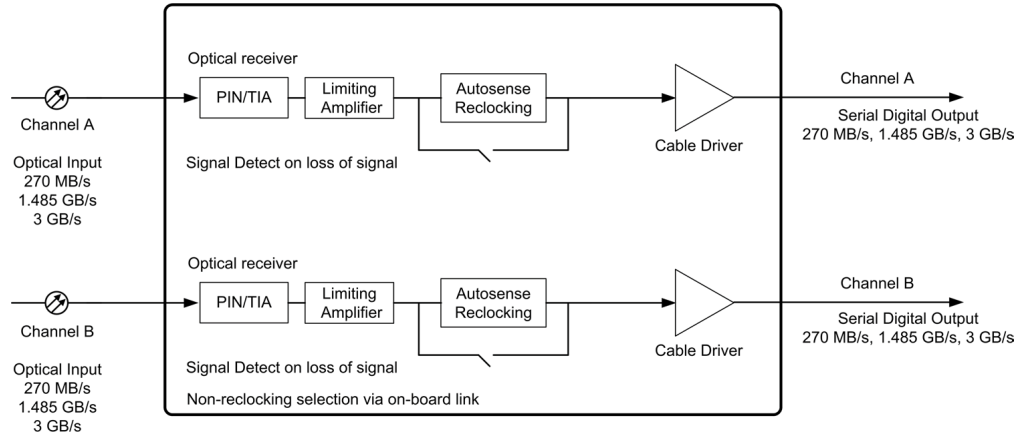 Optical receiver
PIN/TIA
Limiting
Amplifier
Autosense
Reclocking
Cable Driver
Signal Detect on loss of signal
Channel A
Optical Input
270 MB/s
1.485 GB/s
3 GB/s
Channel A
Serial Digital Output
270 MB/s, 1.485 GB/s, 3 GB/s
Optical receiver
PIN/TIA
Limiting
Amplifier
Autosense
Reclocking
Cable Driver
Signal Detect on loss of signal
Non-reclocking selection via on-board link
Channel B
Optical Input
270 MB/s
1.485 GB/s
3 GB/s
Channel B
Serial Digital Output
270 MB/s, 1.485 GB/s, 3 GB/s